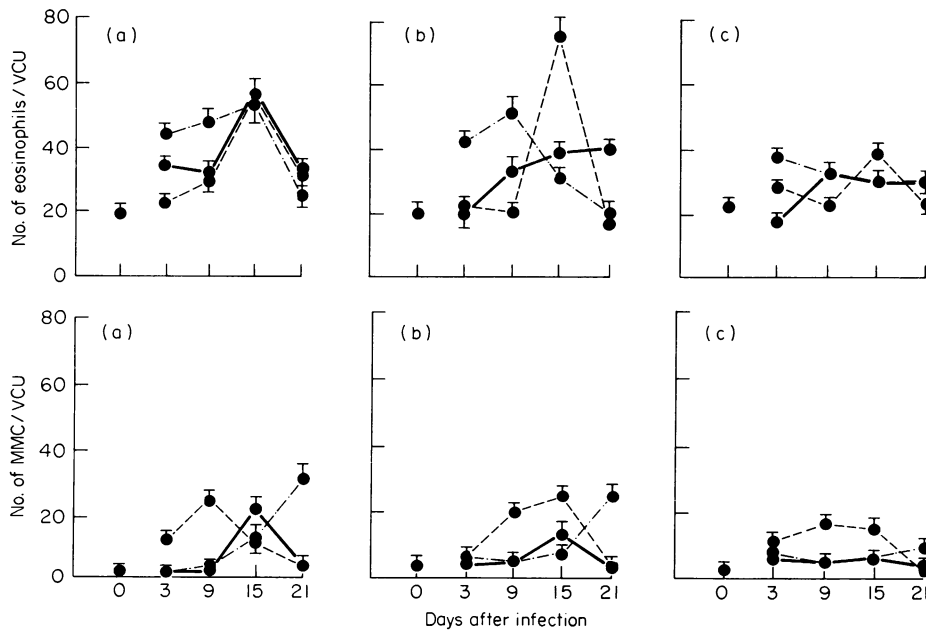 (a)
(b)
(c)
No. of eosinophils / VCU
80
60
40
20
0
(a)
(b)
(c)
No. of MMC / VCU
80
60
40
20
0
0 3 9 15 21
0 3 9 15 21
0 3 9 15 21
Days after infection